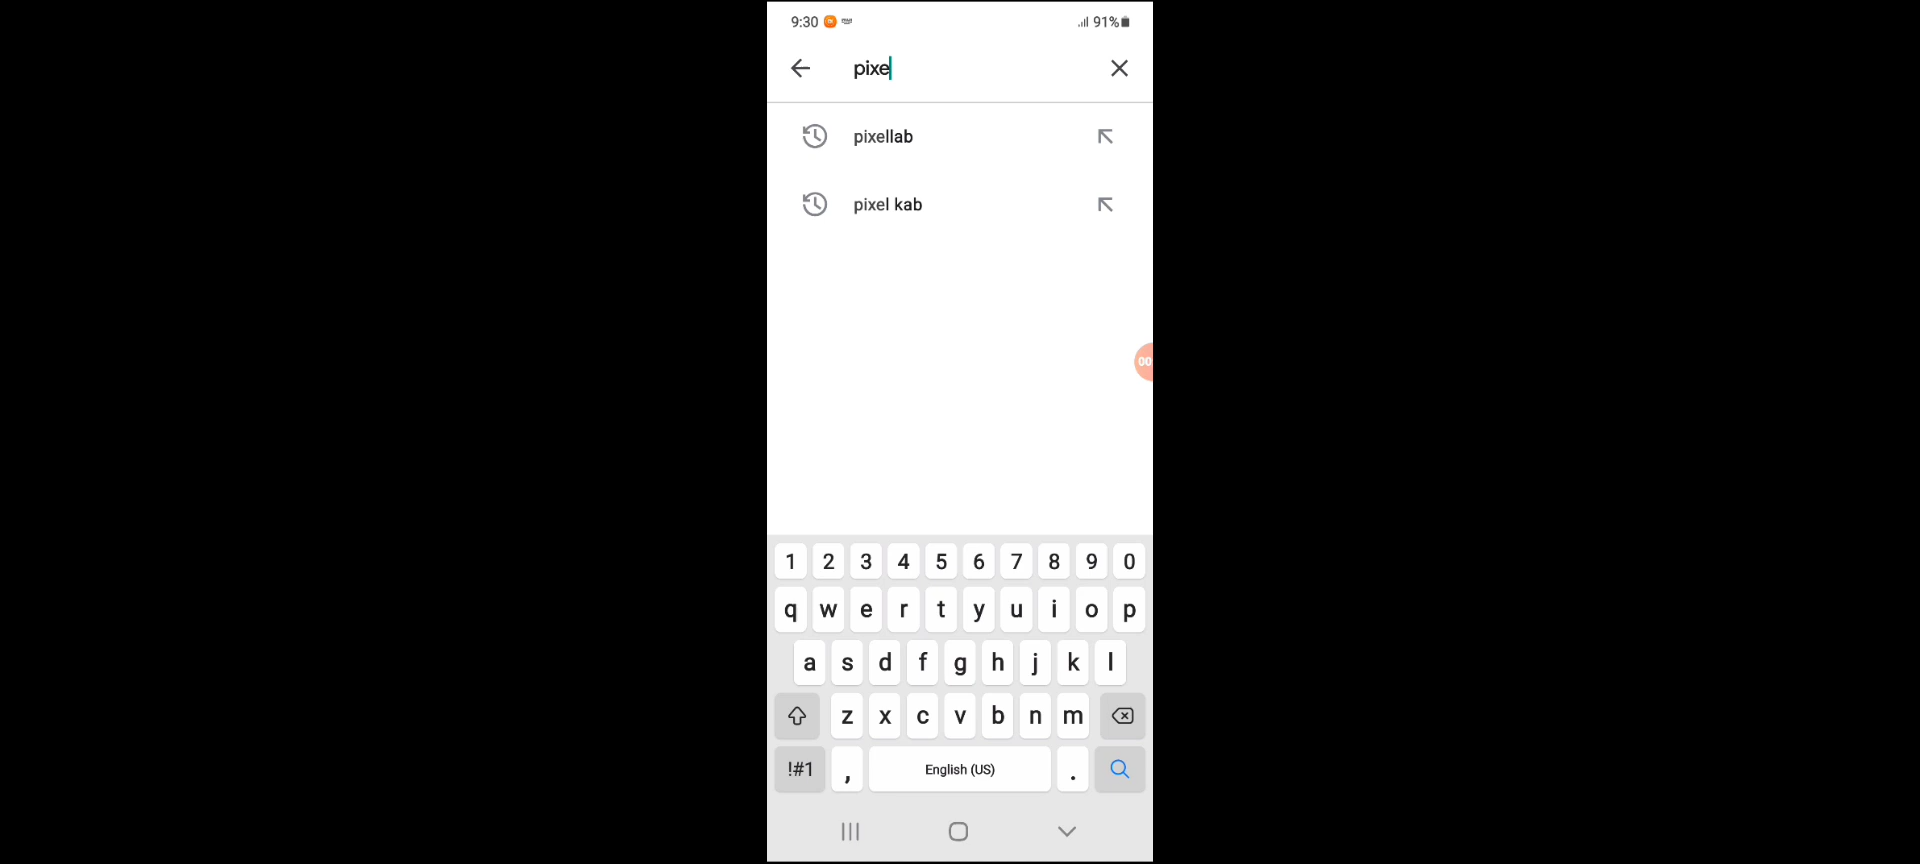 9:30 91%
pixe
pixellab
pixel kab
00
1 2 3 4 5 6 7 8 9 0
q w e r t y u i o p
a s d f g h j k l
z x c v b n m
!#1 , English (US) .